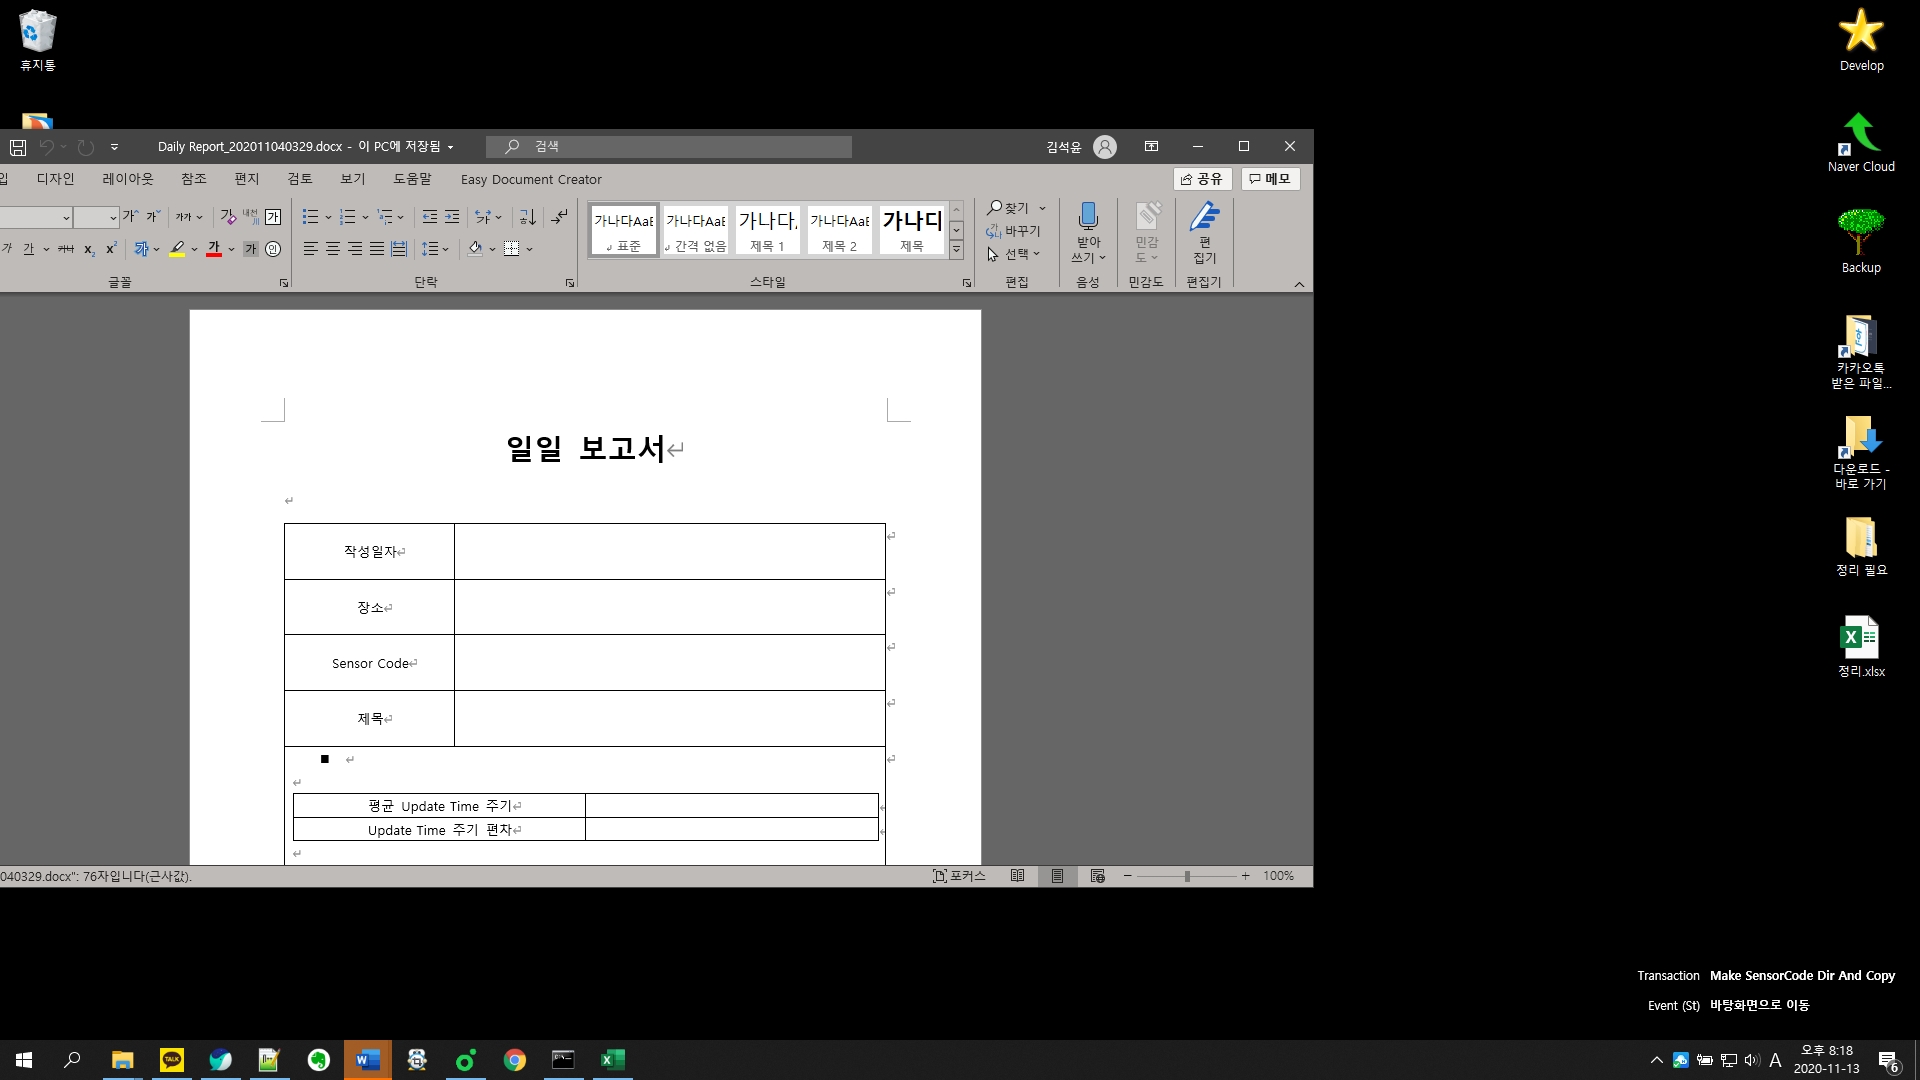 휴지통
Develop
Naver Cloud
Backup
카카오톡
받은 파일...
다운로드 -
바로 가기
정리 필요
정리.xlsx
Daily Report_202011040329.docx - 이 PC에 저장됨
검색
김석윤
디자인 레이아웃 참조 편지 검토 보기 도움말 Easy Document Creator
공유 메모
가나다AaB 가나다AaB 가나다 가나다AaB 가나다
표준 간격 없음 제목 1 제목 2 제목
찾기
바꾸기
선택
받아
쓰기
민감
도
편
집기
글꼴 단락 스타일 편집 음성 민감도 편집기
일일 보고서
작성일자
장소
Sensor Code
제목
평균 Update Time 주기
Update Time 주기 편차
040329.docx": 76자입니다(근사값).
포커스
100%
Transaction Make SensorCode Dir And Copy
Event (St) 바탕화면으로 이동
TALK
A
오후 8:18
2020-11-13
6